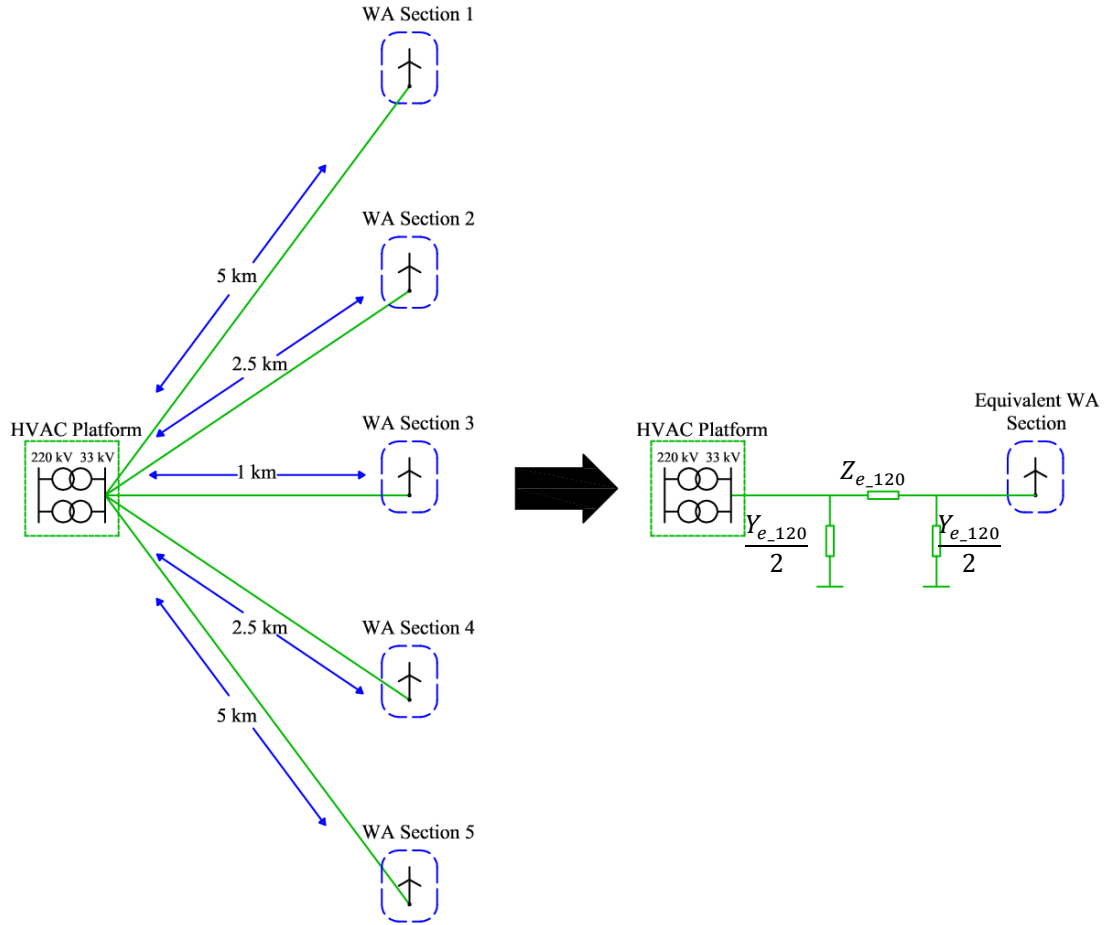 WA Section 1
5 km
WA Section 2
2.5 km
HVAC Platform
220 kV 33 kV
WA Section 3
1 km
WA Section 4
2.5 km
5 km
WA Section 5
HVAC Platform
220 kV 33 kV
Equivalent WA
Section
Z_{e_120}
Y_{e_120}
2
Y_{e_120}
2